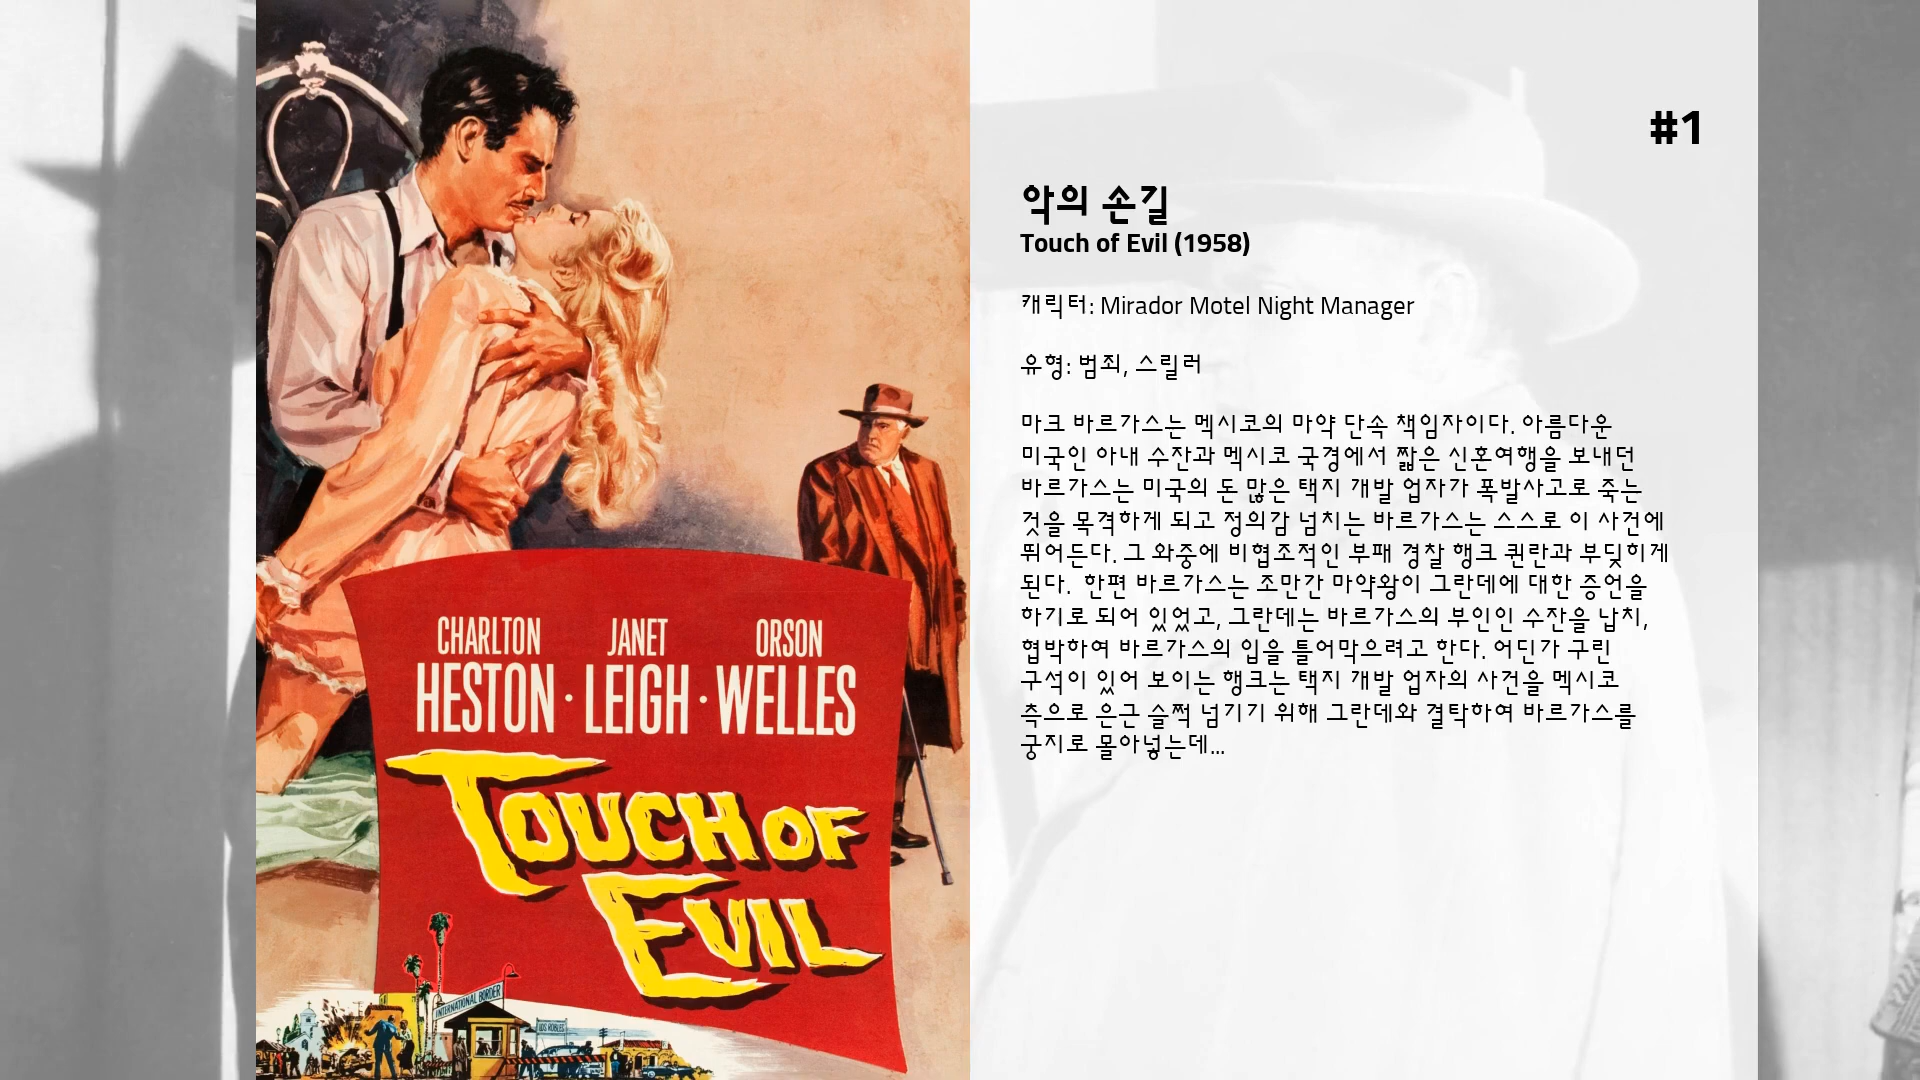 CHARLTON JANET ORSON
HESTON · LEIGH · WELLES
TOUCH OF
EVIL
INTERNATIONAL BORDER
LOS ROBLES
#1
악의 손길
Touch of Evil (1958)
캐릭터: Mirador Motel Night Manager
유형: 범죄, 스릴러
마크 바르가스는 멕시코의 마약 단속 책임자이다. 아름다운
미국인 아내 수잔과 멕시코 국경에서 짧은 신혼여행을 보내던
바르가스는 미국의 돈 많은 택지 개발 업자가 폭발사고로 죽는
것을 목격하게 되고 정의감 넘치는 바르가스는 스스로 이 사건에
뛰어든다. 그 와중에 비협조적인 부패 경찰 행크 퀸란과 부딪히게
된다. 한편 바르가스는 조만간 마약왕이 그란데에 대한 증언을
하기로 되어 있었고, 그란데는 바르가스의 부인인 수잔을 납치,
협박하여 바르가스의 입을 틀어막으려고 한다. 어딘가 구린
구석이 있어 보이는 행크는 택지 개발 업자의 사건을 멕시코
측으로 은근 슬쩍 넘기기 위해 그란데와 결탁하여 바르가스를
궁지로 몰아넣는데...